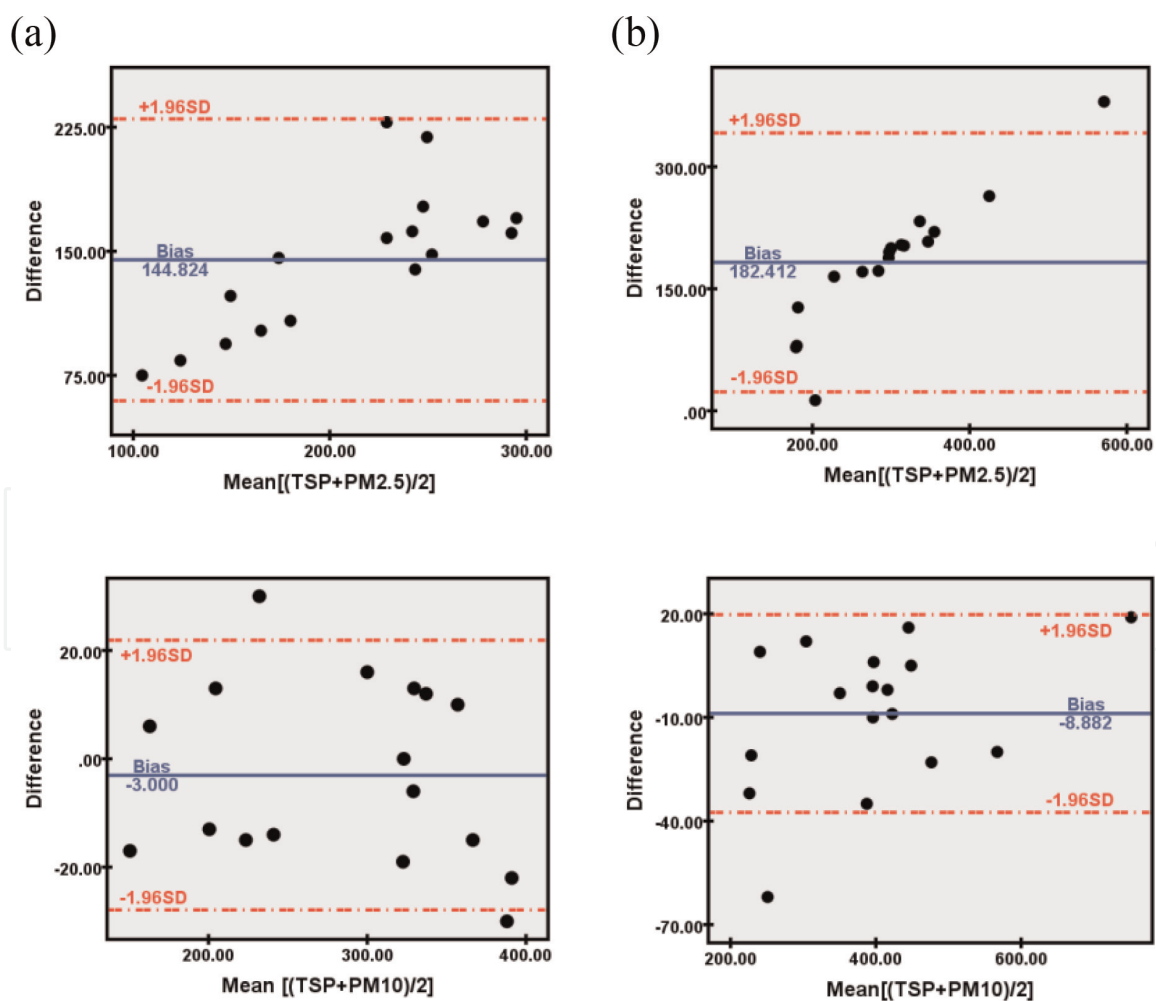 (a)
+1.96SD
225.00
150.00
75.00
Bias
144.824
-1.96SD
Difference
100.00 200.00 300.00
Mean[(TSP+PM2.5)/2]
(b)
+1.96SD
300.00
150.00
.00
Bias
182.412
-1.96SD
Difference
200.00 400.00 600.00
Mean[(TSP+PM2.5)/2]
20.00
.00
-20.00
+1.96SD
Bias
-3.000
-1.96SD
Difference
200.00 300.00 400.00
Mean [(TSP+PM10)/2]
20.00
-10.00
-40.00
-70.00
+1.96SD
Bias
-8.882
-1.96SD
Difference
200.00 400.00 600.00
Mean[(TSP+PM10)/2]